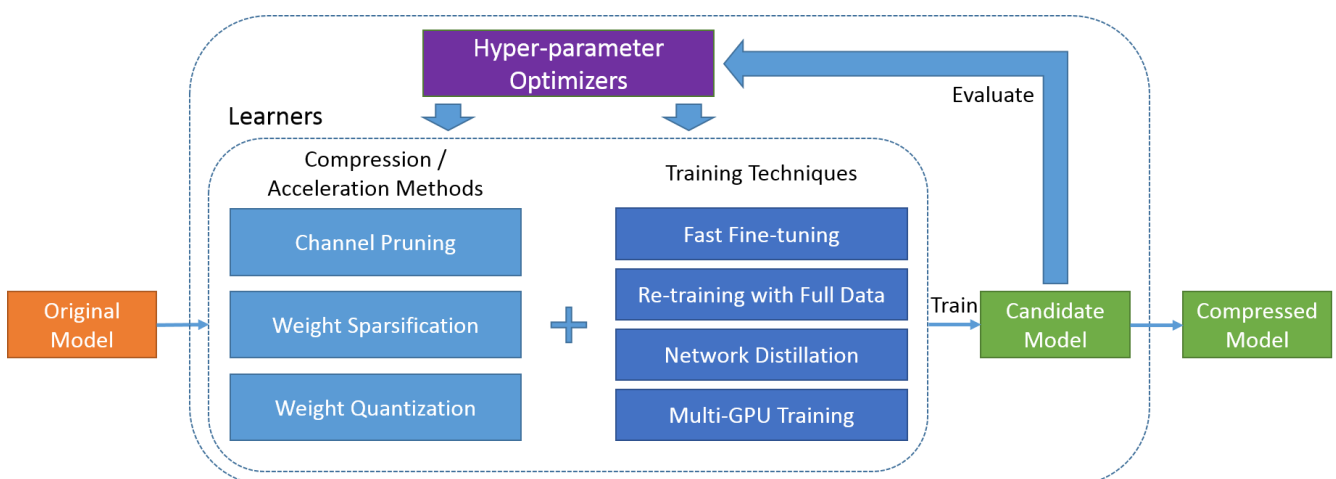 Hyper-parameter
Optimizers
Evaluate
Learners
Compression /
Acceleration Methods
Training Techniques
Channel Pruning
Weight Sparsification
Weight Quantization
Fast Fine-tuning
Re-training with Full Data
Network Distillation
Multi-GPU Training
Original
Model
Train
Candidate
Model
Compressed
Model